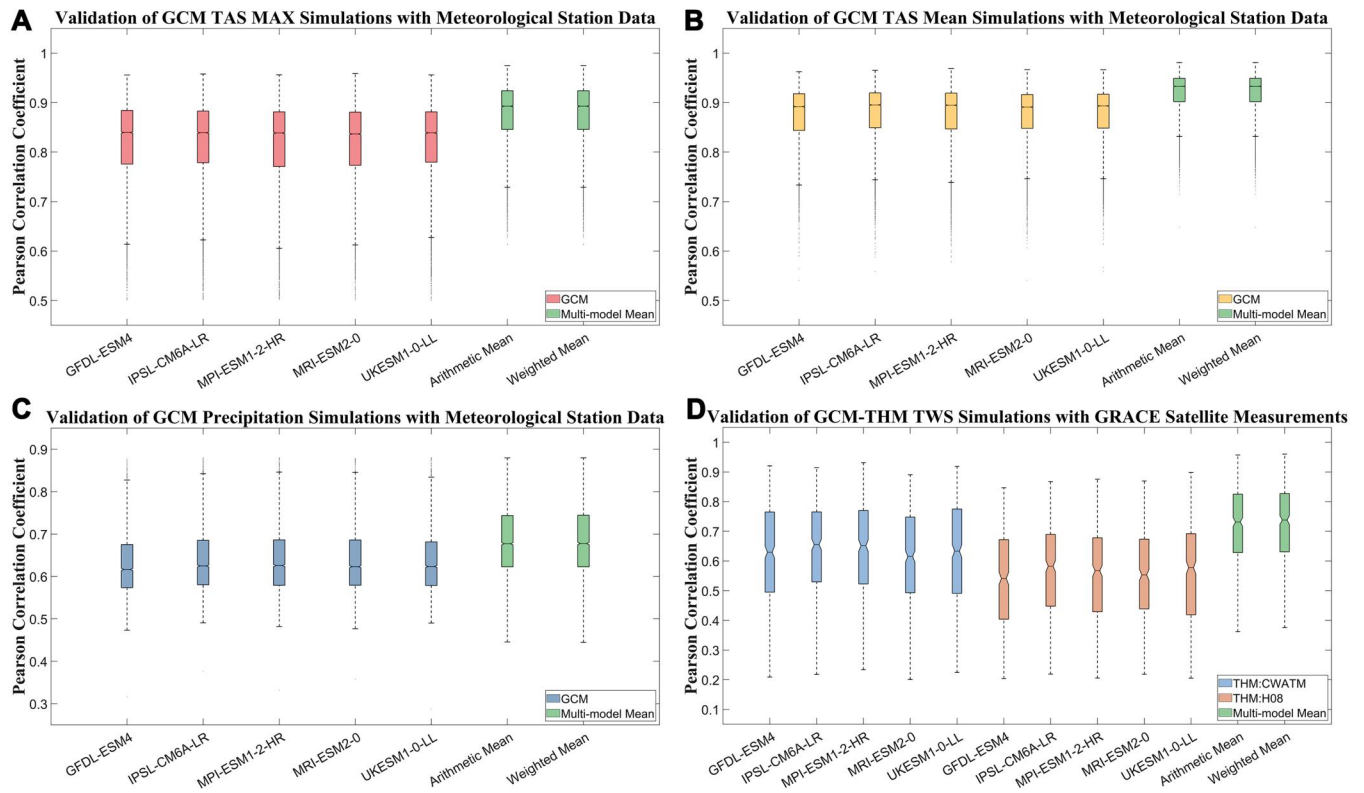 A
Validation of GCM TAS MAX Simulations with Meteorological Station Data
Pearson Correlation Coefficient
1
0.9
0.8
0.7
0.6
0.5
GCM
Multi-model Mean
GFDL-ESM4
IPSL-CM6A-LR
MPI-ESM1-2-HR
MRI-ESM2-0
UKESM1-0-LL
Arithmetic Mean
Weighted Mean
B
Validation of GCM TAS Mean Simulations with Meteorological Station Data
Pearson Correlation Coefficient
1
0.9
0.8
0.7
0.6
0.5
GCM
Multi-model Mean
GFDL-ESM4
IPSL-CM6A-LR
MPI-ESM1-2-HR
MRI-ESM2-0
UKESM1-0-LL
Arithmetic Mean
Weighted Mean
C
Validation of GCM Precipitation Simulations with Meteorological Station Data
Pearson Correlation Coefficient
0.9
0.8
0.7
0.6
0.5
0.4
0.3
GCM
Multi-model Mean
GFDL-ESM4
IPSL-CM6A-LR
MPI-ESM1-2-HR
MRI-ESM2-0
UKESM1-0-LL
Arithmetic Mean
Weighted Mean
D
Validation of GCM-THM TWS Simulations with GRACE Satellite Measurements
Pearson Correlation Coefficient
1
0.9
0.8
0.7
0.6
0.5
0.4
0.3
0.2
0.1
THM:CWATM
THM:H08
Multi-model Mean
GFDL-ESM4
IPSL-CM6A-LR
MPI-ESM1-2-HR
MRI-ESM2-0
UKESM1-0-LL
GFDL-ESM4
IPSL-CM6A-LR
MPI-ESM1-2-HR
MRI-ESM2-0
UKESM1-0-LL
Arithmetic Mean
Weighted Mean